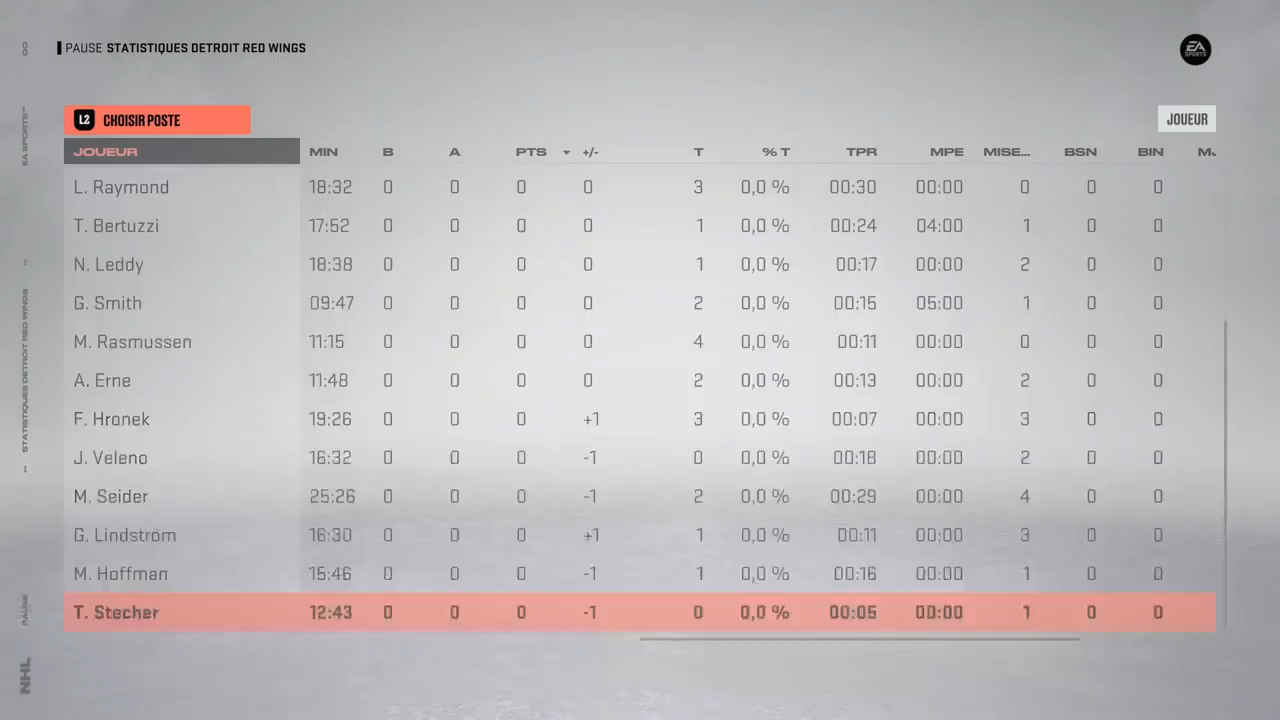 PAUSE STATISTIQUES DETROIT RED WINGS
EA SPORTS
L2 CHOISIR POSTE
JOUEUR
JOUEUR MIN B A PTS +/- T % T TPR MPE MISE... BSN BIN
L. Raymond 18:32 0 0 0 0 3 0,0 % 00:30 00:00 0 0 0
T. Bertuzzi 17:52 0 0 0 0 1 0,0 % 00:24 04:00 1 0 0
N. Leddy 18:38 0 0 0 0 1 0,0 % 00:17 00:00 2 0 0
G. Smith 09:47 0 0 0 0 2 0,0 % 00:15 05:00 1 0 0
M. Rasmussen 11:15 0 0 0 0 4 0,0 % 00:11 00:00 0 0 0
A. Erne 11:48 0 0 0 0 2 0,0 % 00:13 00:00 2 0 0
F. Hronek 19:26 0 0 0 +1 3 0,0 % 00:07 00:00 3 0 0
J. Veleno 16:32 0 0 0 -1 0 0,0 % 00:18 00:00 2 0 0
M. Seider 25:26 0 0 0 -1 2 0,0 % 00:29 00:00 4 0 0
G. Lindström 16:30 0 0 0 +1 1 0,0 % 00:11 00:00 3 0 0
M. Hoffman 15:46 0 0 0 -1 1 0,0 % 00:16 00:00 1 0 0
T. Stecher 12:43 0 0 0 -1 0 0,0 % 00:05 00:00 1 0 0
NHL PAUSE >> STATISTIQUES DETROIT RED WINGS EA SPORTS™